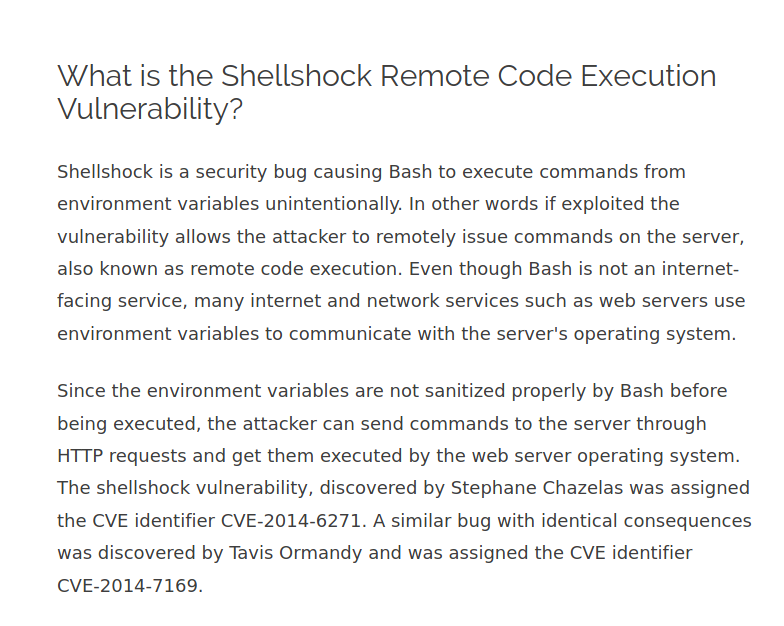 What is the Shellshock Remote Code Execution
Vulnerability?
Shellshock is a security bug causing Bash to execute commands from
environment variables unintentionally. In other words if exploited the
vulnerability allows the attacker to remotely issue commands on the server,
also known as remote code execution. Even though Bash is not an internet-
facing service, many internet and network services such as web servers use
environment variables to communicate with the server's operating system.
Since the environment variables are not sanitized properly by Bash before
being executed, the attacker can send commands to the server through
HTTP requests and get them executed by the web server operating system.
The shellshock vulnerability, discovered by Stephane Chazelas was assigned
the CVE identifier CVE-2014-6271. A similar bug with identical consequences
was discovered by Tavis Ormandy and was assigned the CVE identifier
CVE-2014-7169.